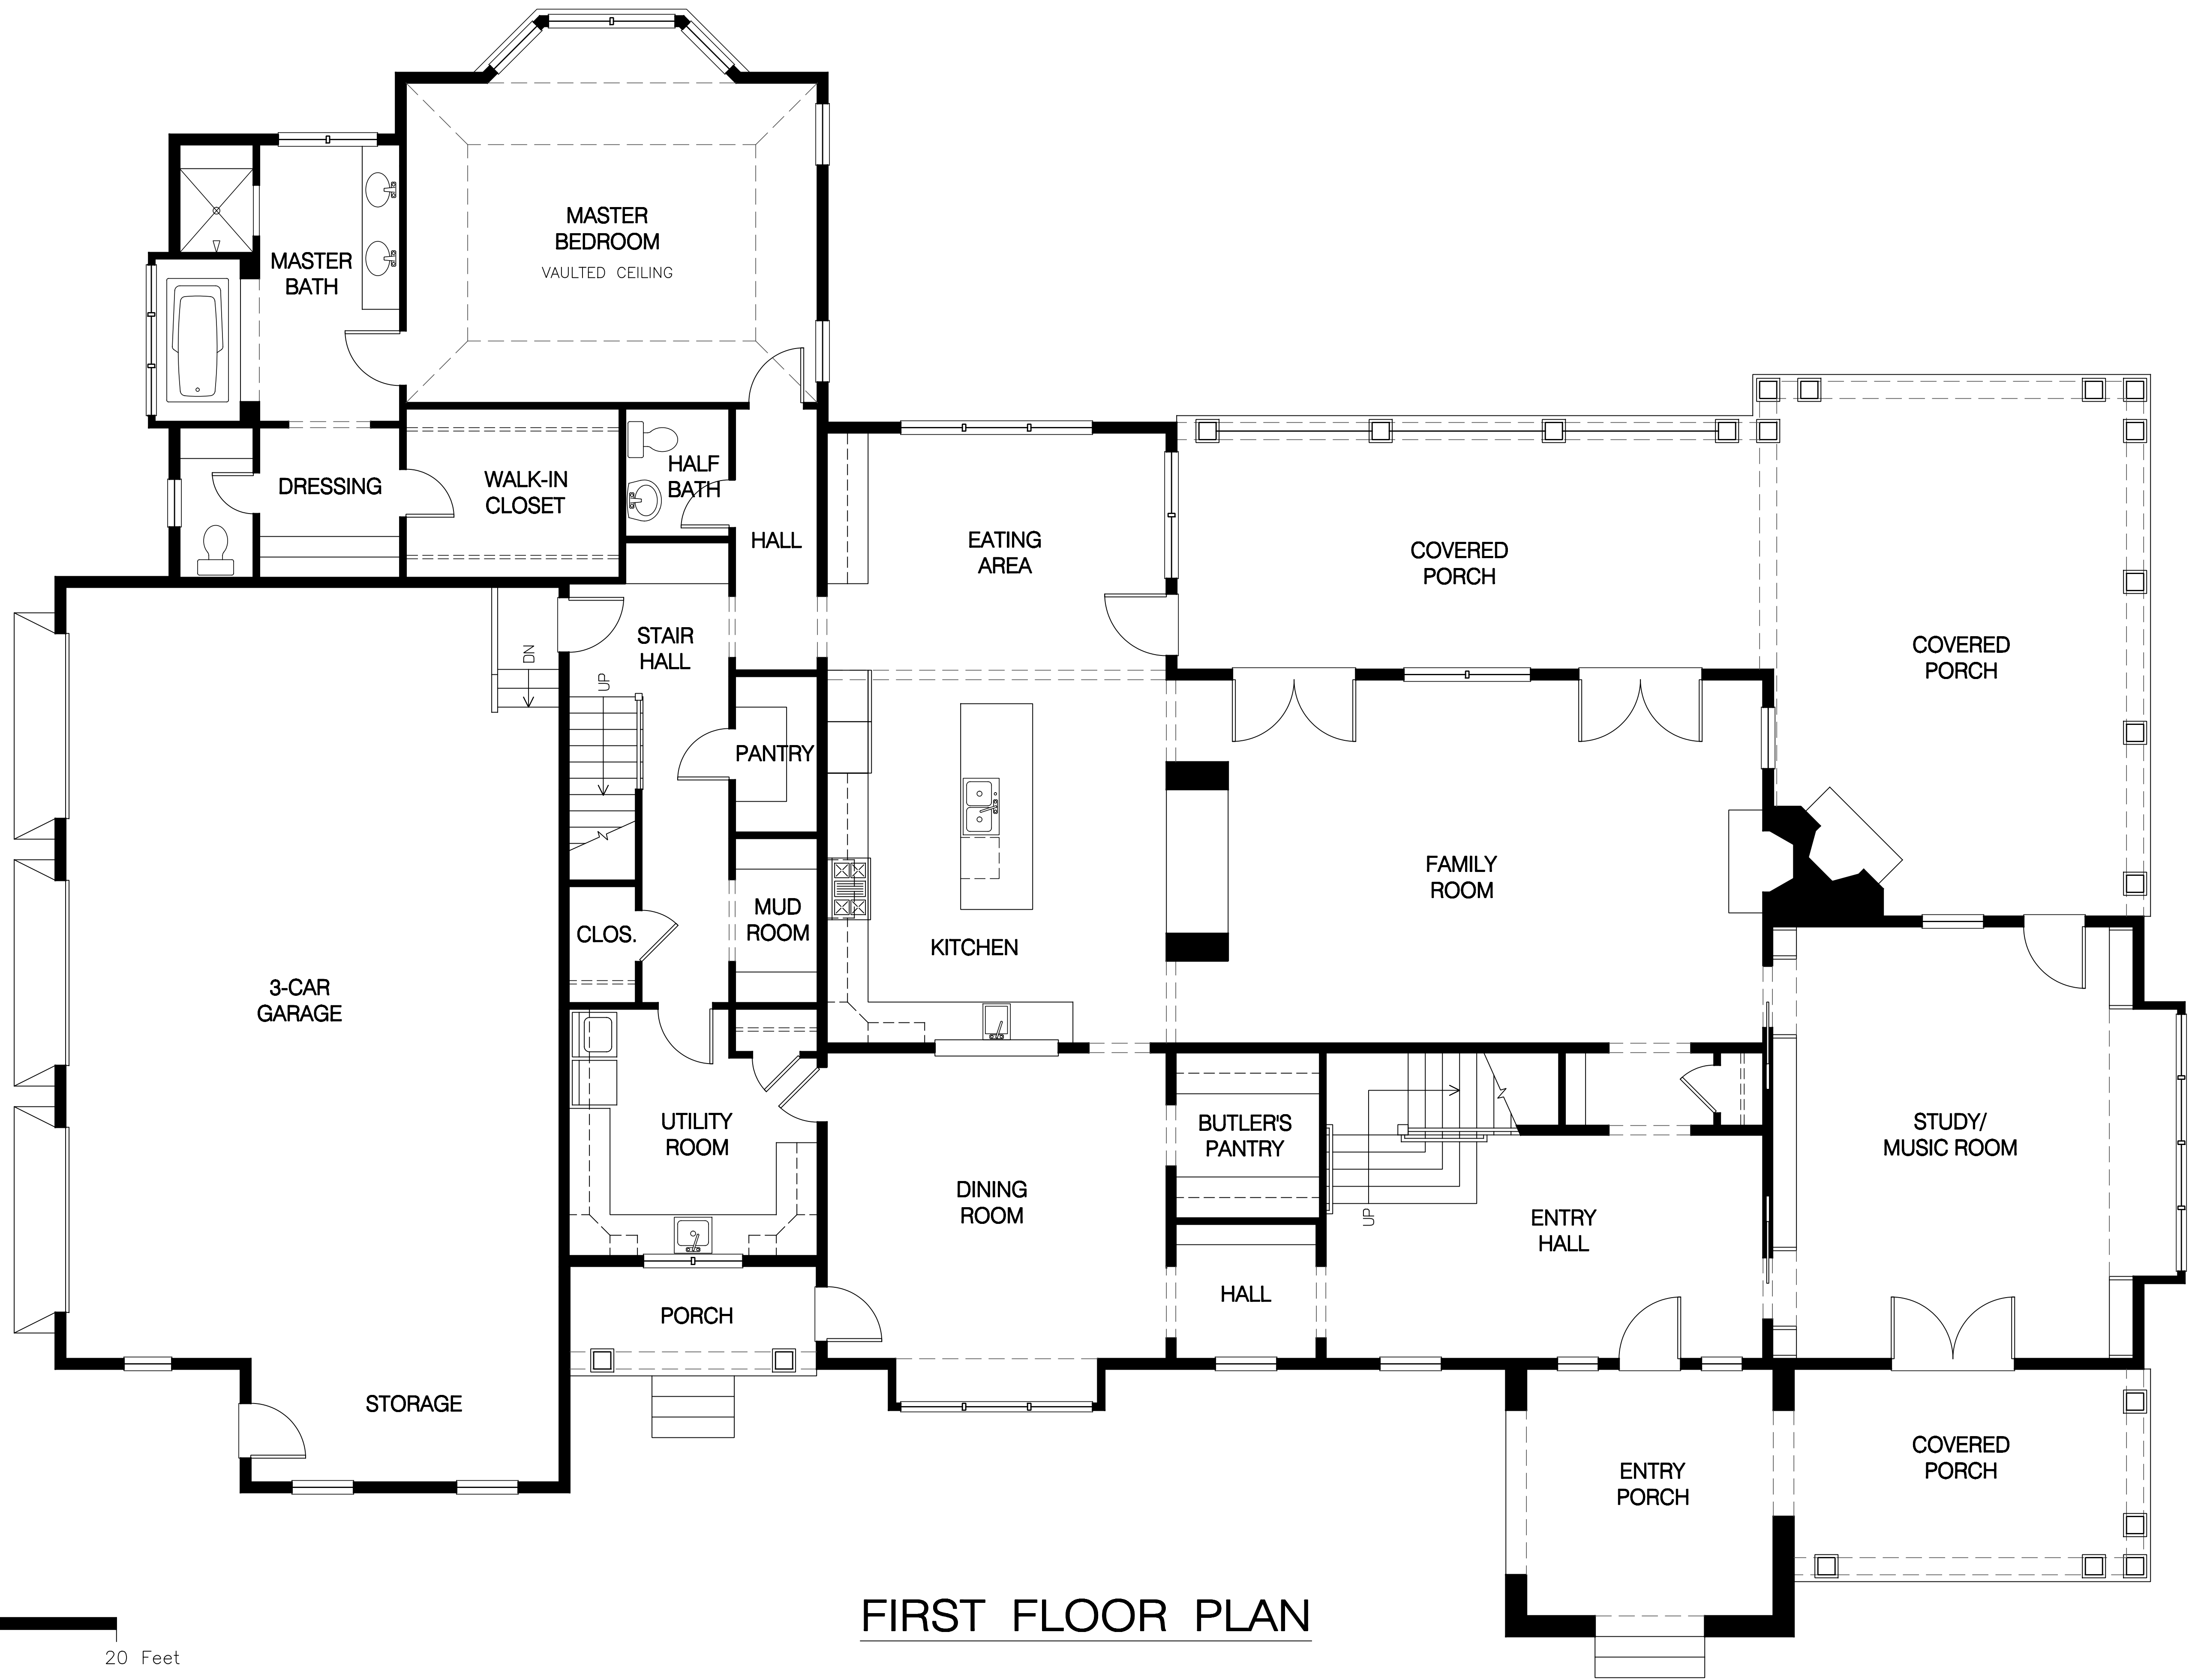 MASTER
BEDROOM
VAULTED CEILING
MASTER
BATH
DRESSING
WALK-IN
CLOSET
HALF
BATH
HALL
EATING
AREA
COVERED
PORCH
COVERED
PORCH
STAIR
HALL
DN
UP
PANTRY
FAMILY
ROOM
MUD
ROOM
CLOS.
KITCHEN
3-CAR
GARAGE
UTILITY
ROOM
BUTLER'S
PANTRY
STUDY/
MUSIC ROOM
DINING
ROOM
UP
ENTRY
HALL
HALL
PORCH
STORAGE
ENTRY
PORCH
COVERED
PORCH
FIRST FLOOR PLAN
20 Feet